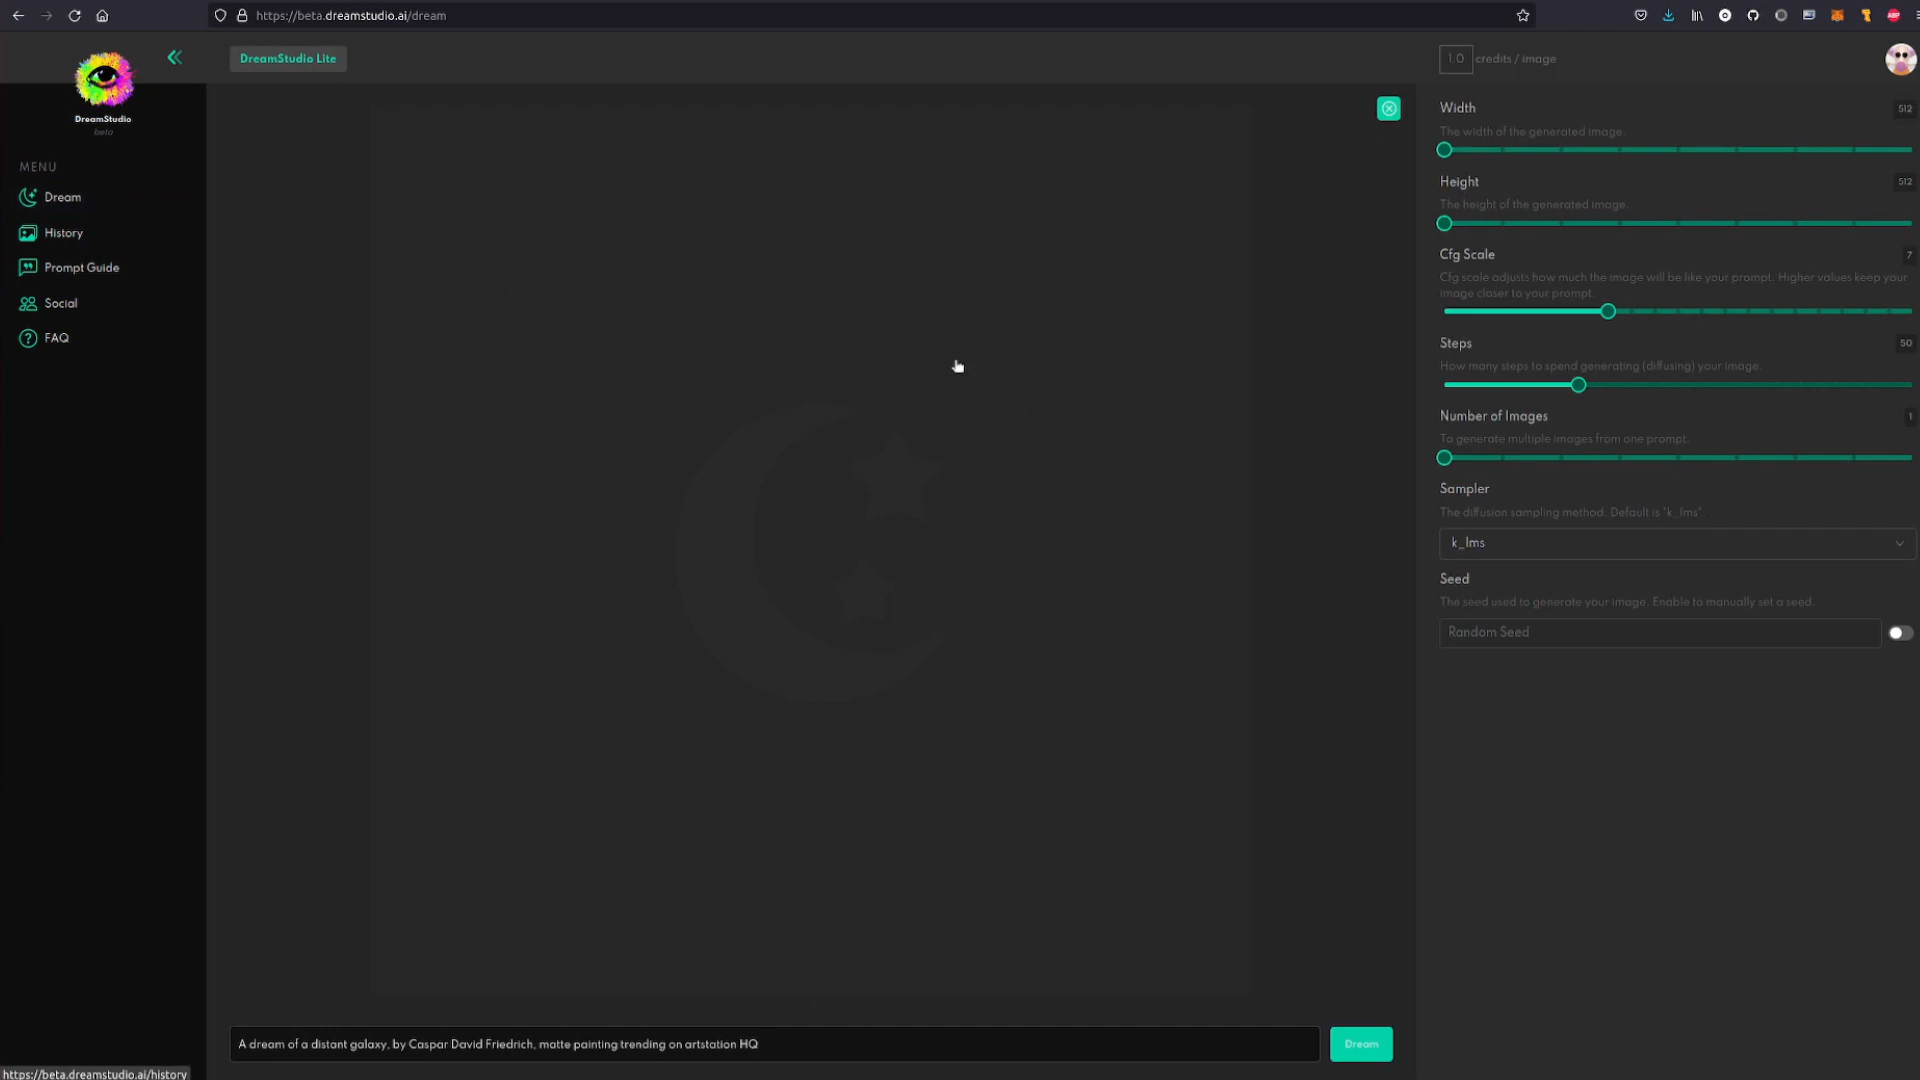 https://beta.dreamstudio.ai/dream
DreamStudio
beta
DreamStudio Lite
1.0 credits / image
MENU
Dream
History
Prompt Guide
Social
FAQ
Width 512
The width of the generated image.
Height 512
The height of the generated image.
Cfg Scale 7
Cfg scale adjusts how much the image will be like your prompt. Higher values keep your
image closer to your prompt.
Steps 50
How many steps to spend generating (diffusing) your image.
Number of Images 1
To generate multiple images from one prompt.
Sampler
The diffusion sampling method. Default is "k_lms".
k_lms
Seed
The seed used to generate your image. Enable to manually set a seed.
Random Seed
A dream of a distant galaxy, by Caspar David Friedrich, matte painting trending on artstation HQ
Dream
https://beta.dreamstudio.ai/history
ABP